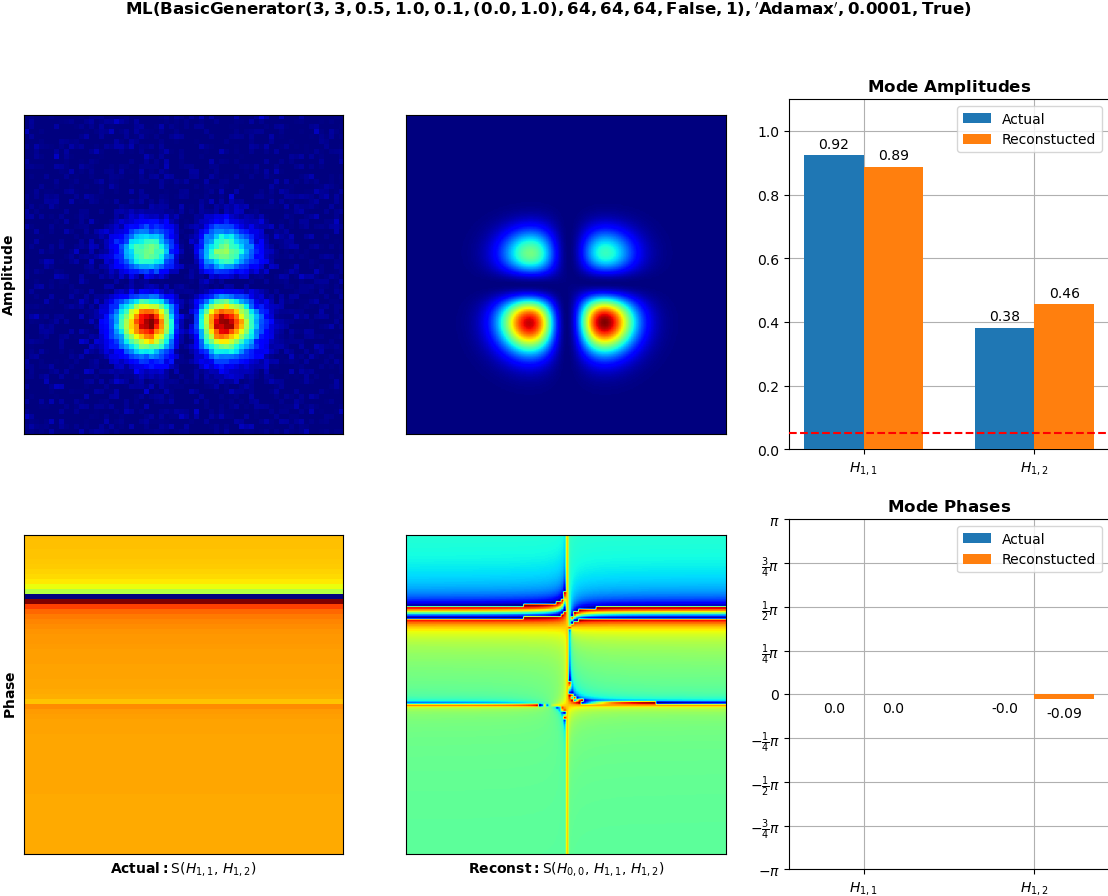 ML(BasicGenerator(3, 3, 0.5, 1.0, 0.1, (0.0, 1.0), 64, 64, 64, False, 1), ′Adamax′, 0.0001, True)
Amplitude
Mode Amplitudes
Actual
Reconstucted
1.0
0.8
0.6
0.4
0.2
0.0
0.92
0.89
0.38
0.46
H1, 1
H1, 2
Phase
Actual: S(H1, 1, H1, 2)
Reconst: S(H0, 0, H1, 1, H1, 2)
Mode Phases
Actual
Reconstucted
π
3/4π
1/2π
1/4π
0
−1/4π
−1/2π
−3/4π
−π
0.0
0.0
-0.0
-0.09
H1, 1
H1, 2